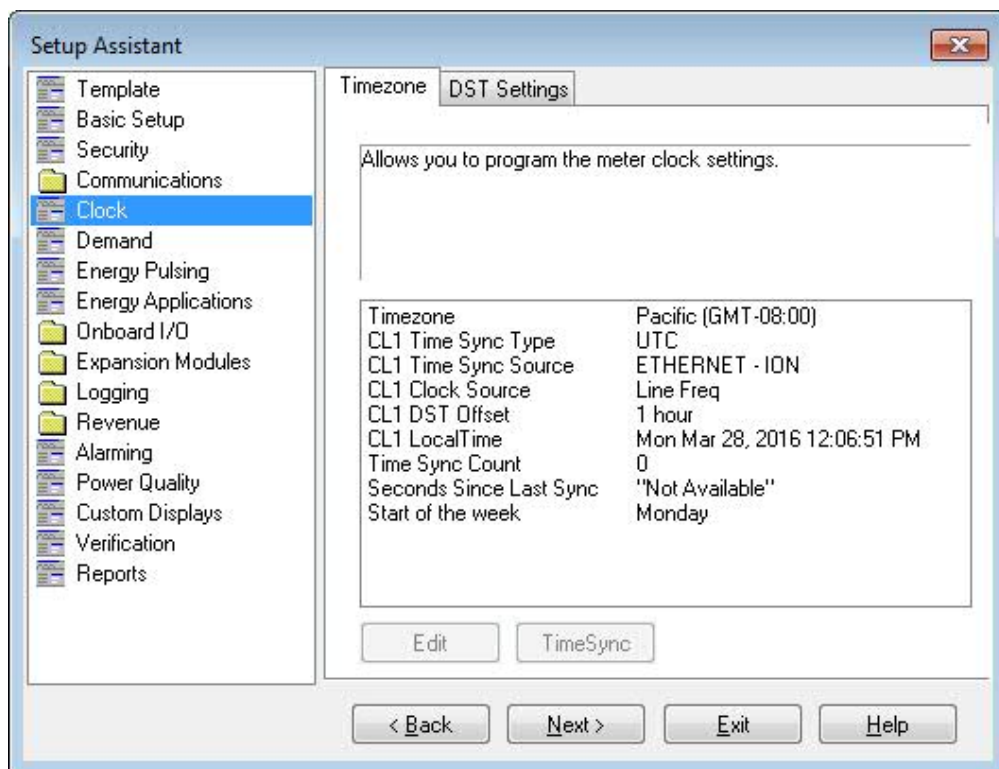 Setup Assistant
Template
Basic Setup
Security
Communications
Clock
Demand
Energy Pulsing
Energy Applications
Onboard I/O
Expansion Modules
Logging
Revenue
Alarming
Power Quality
Custom Displays
Verification
Reports
Timezone DST Settings
Allows you to program the meter clock settings.
Timezone Pacific (GMT-08:00)
CL1 Time Sync Type UTC
CL1 Time Sync Source ETHERNET - ION
CL1 Clock Source Line Freq
CL1 DST Offset 1 hour
CL1 LocalTime Mon Mar 28, 2016 12:06:51 PM
Time Sync Count 0
Seconds Since Last Sync "Not Available"
Start of the week Monday
Edit TimeSync
< Back Next > Exit Help